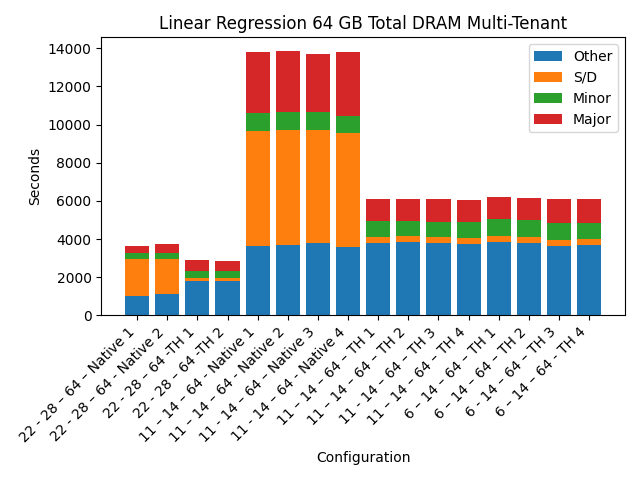 Linear Regression 64 GB Total DRAM Multi-Tenant
14000
12000
10000
8000
6000
4000
2000
0
Seconds
Other
S/D
Minor
Major
22 - 28 - 64 - Native 1
22 - 28 - 64 - Native 2
22 - 28 - 64 -TH 1
22 - 28 - 64 -TH 2
11 - 14 - 64 - Native 1
11 - 14 - 64 - Native 2
11 - 14 - 64 - Native 3
11 - 14 - 64 - Native 4
11 - 14 - 64 - TH 1
11 - 14 - 64 - TH 2
11 - 14 - 64 - TH 3
11 - 14 - 64 - TH 4
6 - 14 - 64 - TH 1
6 - 14 - 64 - TH 2
6 - 14 - 64 - TH 3
6 - 14 - 64 - TH 4
Configuration